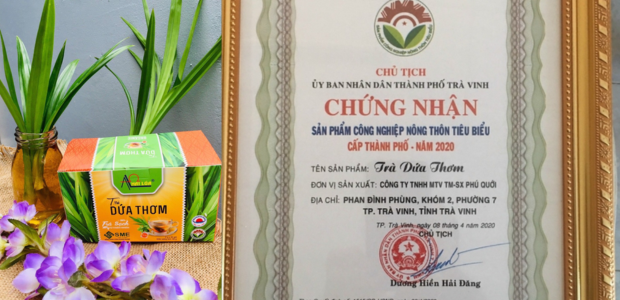 Trà
DỪA THƠM
SME
CHỦ TỊCH
ỦY BAN NHÂN DÂN THÀNH PHỐ TRÀ VINH
CHỨNG NHẬN
SẢN PHẨM CÔNG NGHIỆP NÔNG THÔN TIÊU BIỂU
CẤP THÀNH PHỐ - NĂM 2020
TÊN SẢN PHẨM: Trà Dứa Thơm
ĐƠN VỊ SẢN XUẤT: CÔNG TY TNHH MTV TM-SX PHÚ QUỚI
ĐỊA CHỈ: PHAN ĐÌNH PHÙNG, KHÓM 2, PHƯỜNG 7
TP. TRÀ VINH, TỈNH TRÀ VINH
TP. Trà Vinh, ngày 08 tháng 4 năm 2020
CHỦ TỊCH
Dương Hiền Hải Đăng